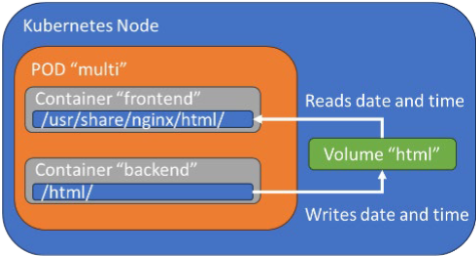 Kubernetes Node
POD “multi”
Container “frontend”
/usr/share/nginx/html/
Reads date and time
Volume “html”
Container “backend”
/html/
Writes date and time